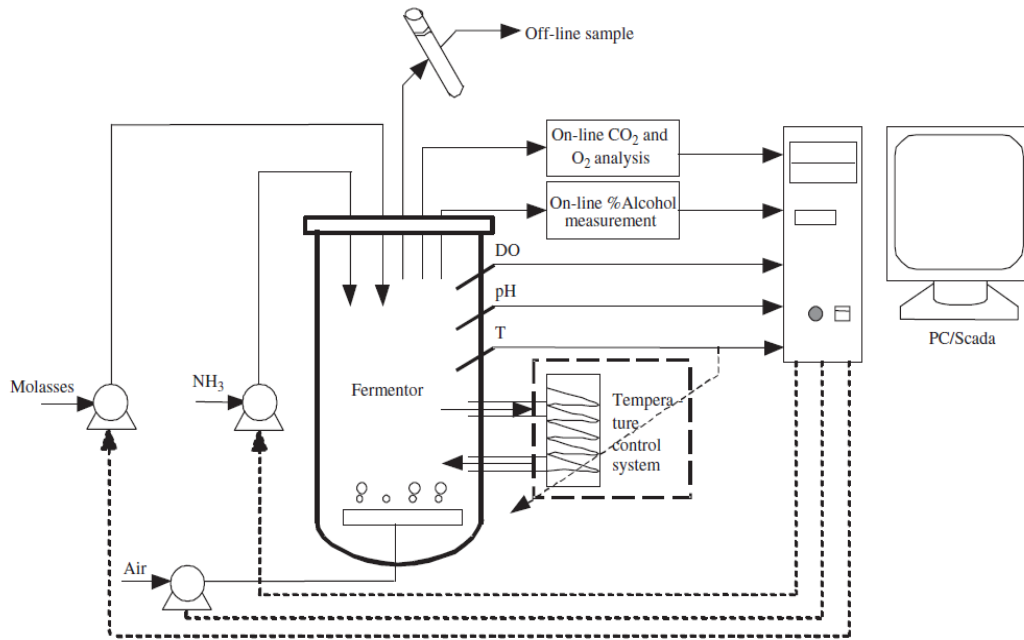 Off-line sample
On-line CO₂ and
O₂ analysis
On-line %Alcohol
measurement
DO
pH
T
PC/Scada
Molasses
NH₃
Fermentor
Tempera-
ture
control
system
Air